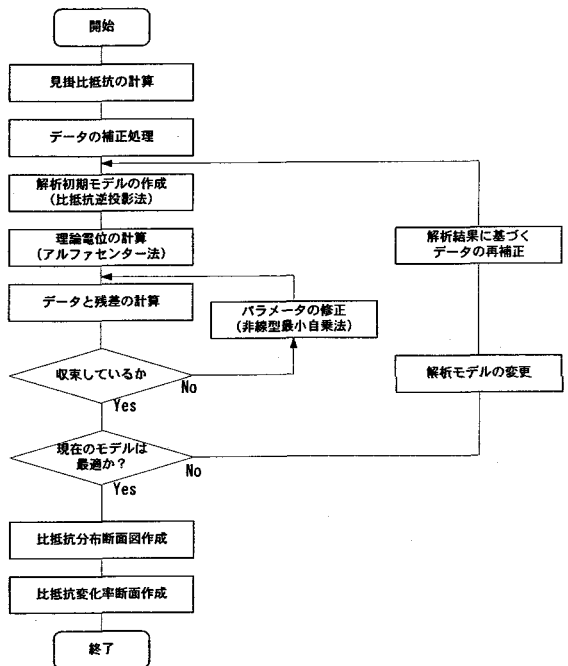 開始
見掛比抵抗の計算
データの補正処理
解析初期モデルの作成
(比抵抗逆投影法)
理論電位の計算
(アルファセンター法)
データと残差の計算
収束しているか
No
Yes
パラメータの修正
(非線型最小自乗法)
解析結果に基づく
データの再補正
解析モデルの変更
現在のモデルは
最適か?
No
Yes
比抵抗分布断面図作成
比抵抗変化率断面作成
終了